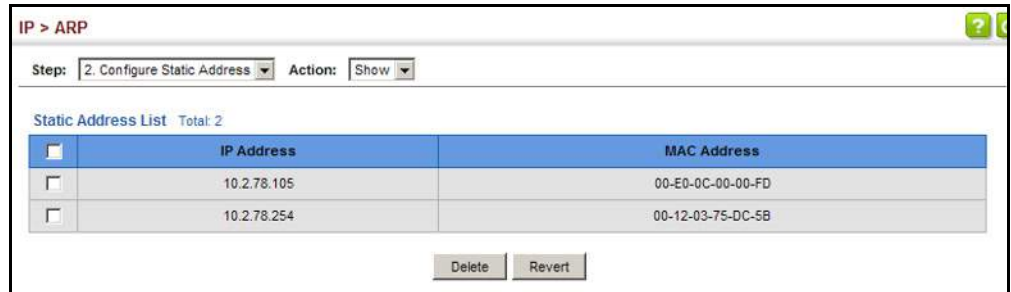 IP > ARP
?
Step: 2. Configure Static Address Action: Show
Static Address List Total: 2
IP Address MAC Address
10.2.78.105 00-E0-0C-00-00-FD
10.2.78.254 00-12-03-75-DC-5B
Delete Revert